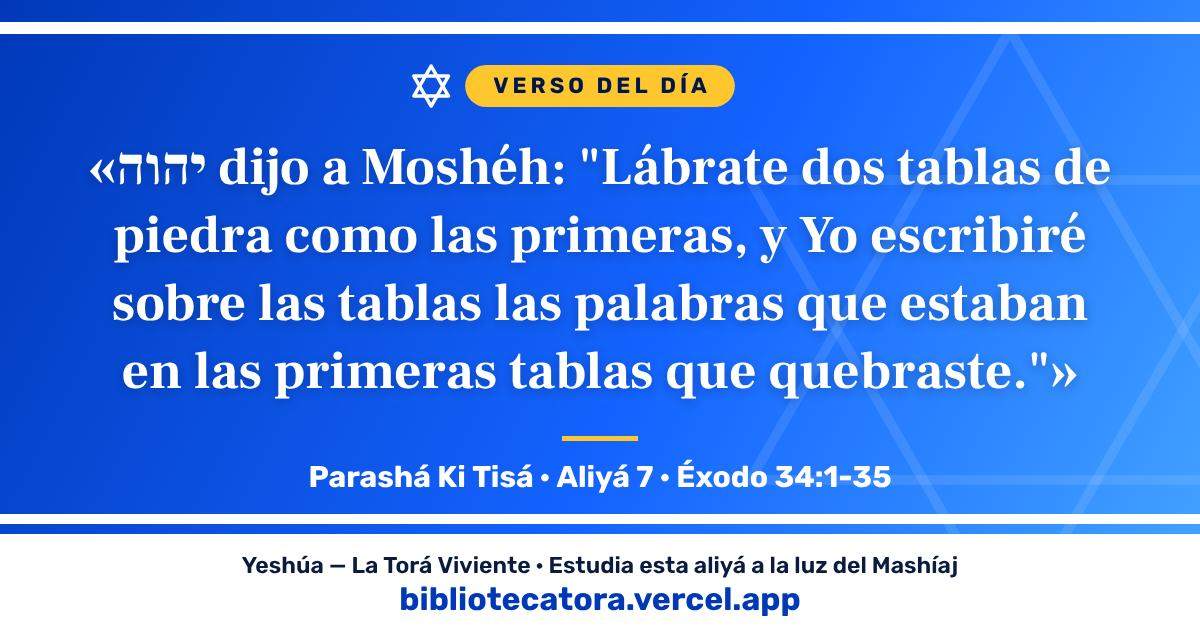 VERSO DEL DÍA
«יהוה dijo a Moshéh: "Lábrate dos tablas de
piedra como las primeras, y Yo escribiré
sobre las tablas las palabras que estaban
en las primeras tablas que quebraste."»
Parashá Ki Tisá • Aliyá 7 • Éxodo 34:1-35
Yeshúa — La Torá Viviente • Estudia esta aliyá a la luz del Mashíaj
bibliotecatora.vercel.app